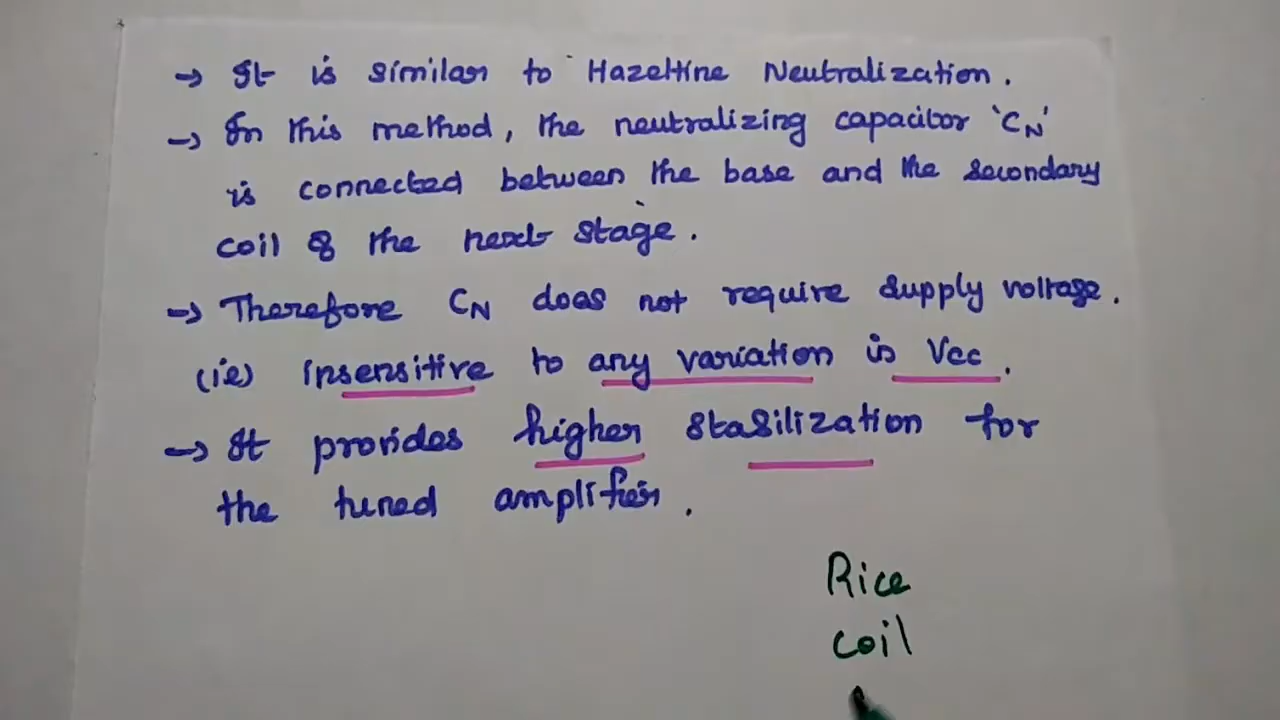 → It is similar to Hazeltine Neutralization.
→ In this method, the neutralizing capacitor 'CN'
is connected between the base and the secondary
coil of the next stage.
→ Therefore CN does not require supply voltage.
(ie) insensitive to any variation is Vcc.
→ It provides higher stasilization for
the tuned amplifier.
Rice
coil